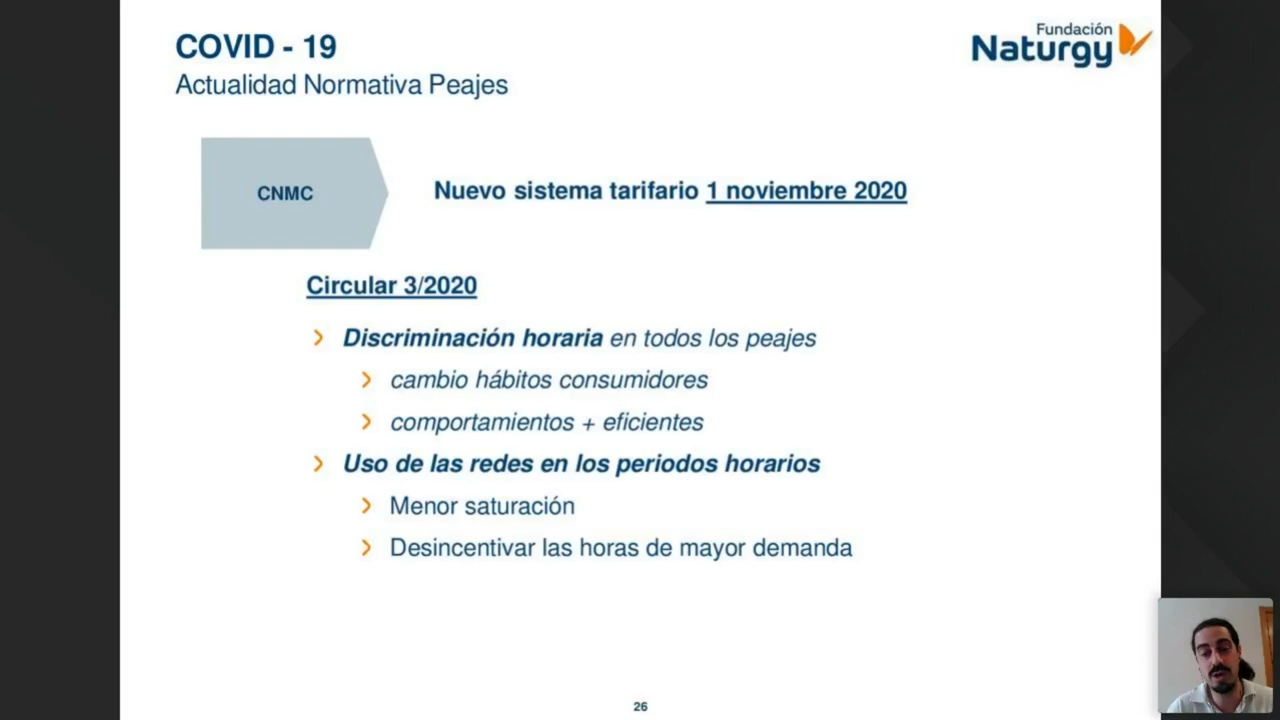 COVID - 19
Actualidad Normativa Peajes
Fundación
Naturgy
CNMC
Nuevo sistema tarifario 1 noviembre 2020
Circular 3/2020
Discriminación horaria en todos los peajes
cambio hábitos consumidores
comportamientos + eficientes
Uso de las redes en los periodos horarios
Menor saturación
Desincentivar las horas de mayor demanda
26